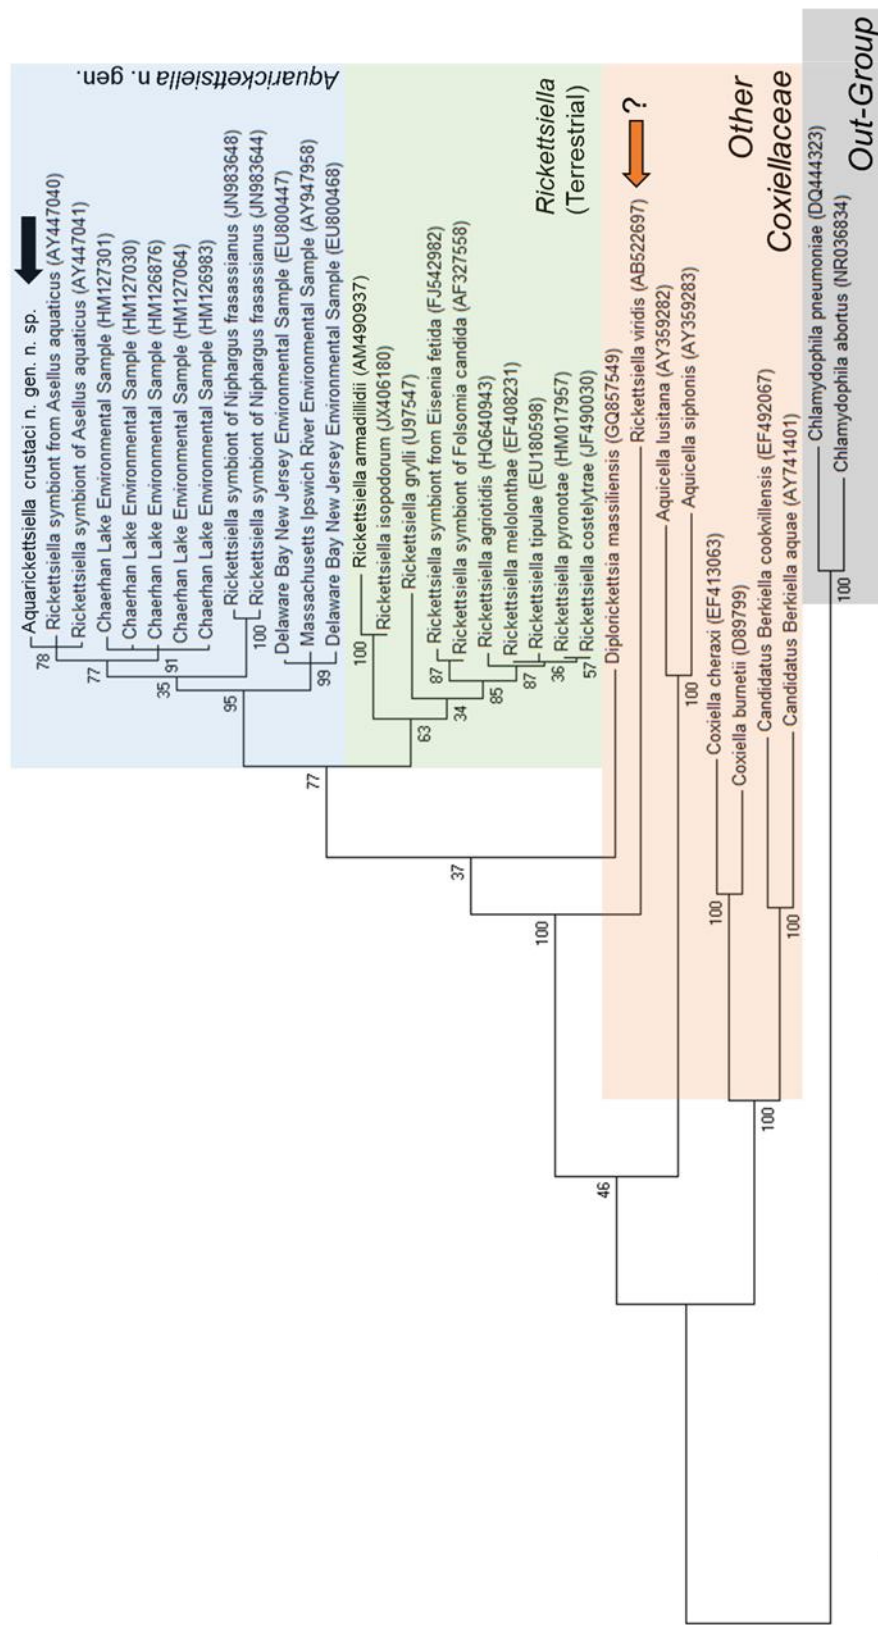 Aquarickettsiella crustaci n. gen. n. sp.
Rickettsiella symbiont from Asellus aquaticus (AY447040)
Rickettsiella symbiont of Asellus aquaticus (AY447041)
Chaerhan Lake Environmental Sample (HM127301)
Chaerhan Lake Environmental Sample (HM127030)
Chaerhan Lake Environmental Sample (HM126876)
Chaerhan Lake Environmental Sample (HM127064)
Chaerhan Lake Environmental Sample (HM126983)
Rickettsiella symbiont of Niphargus frasassianus (JN983648)
Rickettsiella symbiont of Niphargus frasassianus (JN983644)
Delaware Bay New Jersey Environmental Sample (EU800447)
Massachusetts Ipswich River Environmental Sample (AY947958)
Delaware Bay New Jersey Environmental Sample (EU800468)
Aquarickettsiella n. gen.
Rickettsiella armadillidii (AM490937)
Rickettsiella isopodorum (JX406180)
Rickettsiella grylli (U97547)
Rickettsiella symbiont from Eisenia fetida (FJ542982)
Rickettsiella symbiont of Folsomia candida (AF327558)
Rickettsiella agriotidis (HQ640943)
Rickettsiella melolonthae (EF408231)
Rickettsiella tipulae (EU180598)
Rickettsiella pyronotae (HM017957)
Rickettsiella costelytrae (JF490030)
Rickettsiella
(Terrestrial)
Diplorickettsia massiliensis (GQ857549)
Rickettsiella viridis (AB522697)
?
Aquicella lusitana (AY359282)
Aquicella siphonis (AY359283)
Coxiella cheraxi (EF413063)
Coxiella burnetii (D89799)
Candidatus Berkiella cookvillensis (EF492067)
Candidatus Berkiella aquae (AY741401)
Other
Coxiellaceae
Chlamydophila pneumoniae (DQ444323)
Chlamydophila abortus (NR036834)
Out-Group
78
77
91
35
100
95
99
77
100
63
87
34
85
87
36
57
37
100
100
46
100
100
100
100